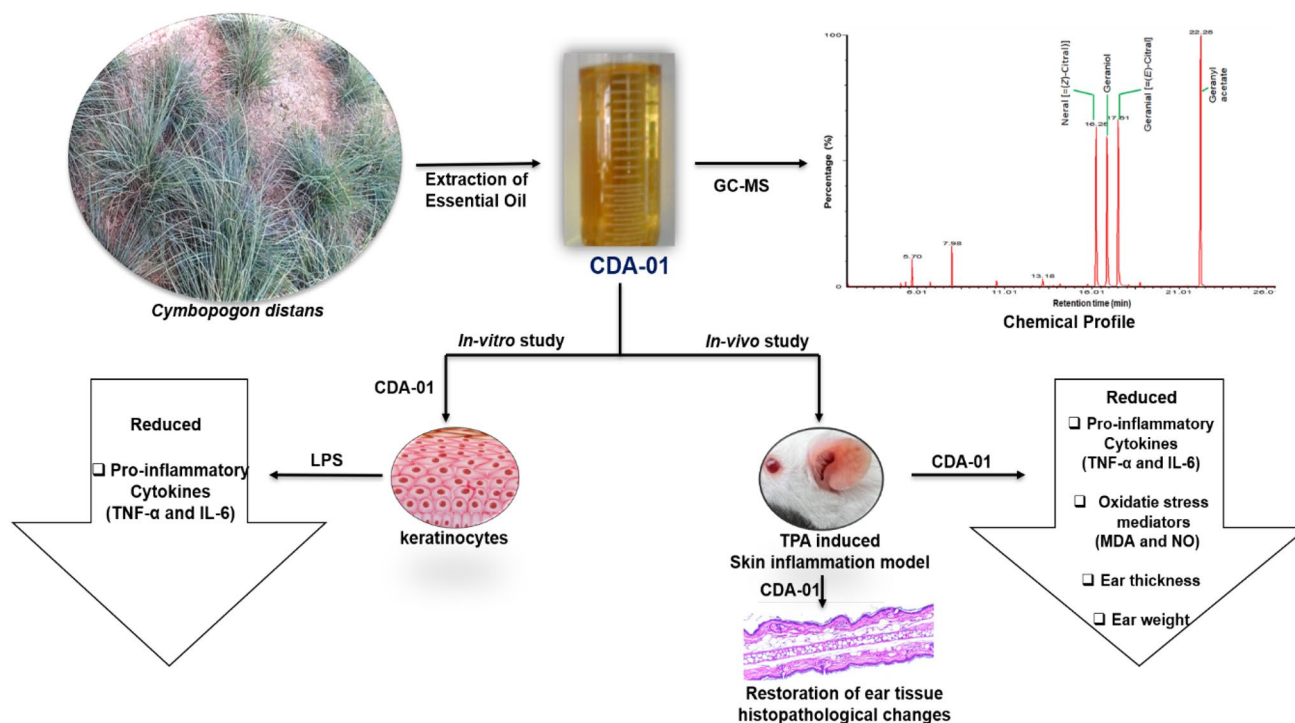 Cymbopogon distans
Extraction of
Essential Oil
CDA-01
GC-MS
100
%
0
Percentage (%)
5.70
7.98
13.18
16.25
17.51
22.26
Neral [=(Z)-Citral)]
Geraniol
Geranial [=(E)-Citral]
Geranyl
acetate
6.01
11.01
16.01
21.01
26.0
Retention time (min)
Chemical Profile
In-vitro study
In-vivo study
CDA-01
keratinocytes
LPS
Reduced
❑ Pro-inflammatory
Cytokines
(TNF-α and IL-6)
TPA induced
Skin inflammation model
CDA-01
Restoration of ear tissue
histopathological changes
CDA-01
Reduced
❑ Pro-inflammatory
Cytokines
(TNF-α and IL-6)
❑ Oxidatie stress
mediators
(MDA and NO)
❑ Ear thickness
❑ Ear weight